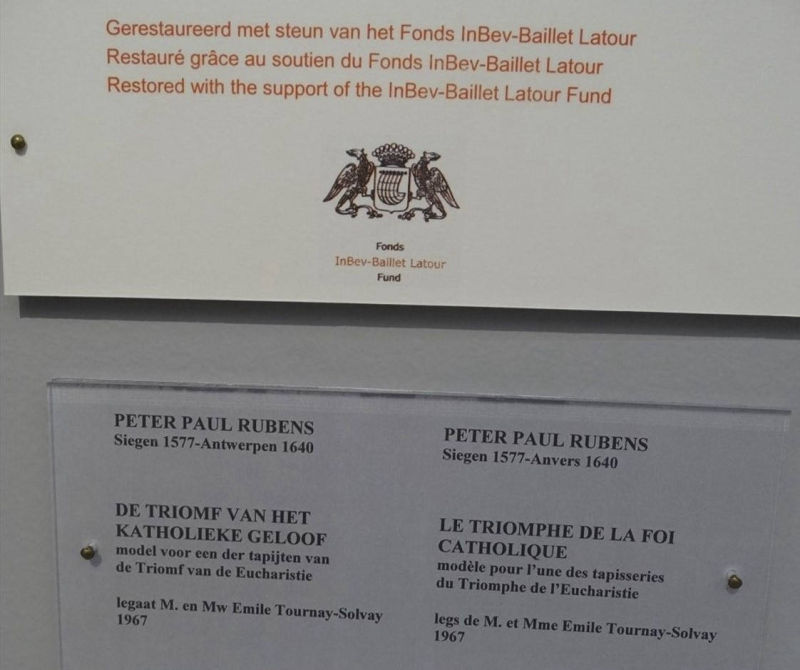 Gerestaureerd met steun van het Fonds InBev-Baillet Latour
Restauré grâce au soutien du Fonds InBev-Baillet Latour
Restored with the support of the InBev-Baillet Latour Fund
Fonds
InBev-Baillet Latour
Fund
PETER PAUL RUBENS
Siegen 1577-Antwerpen 1640
DE TRIOMF VAN HET
KATHOLIEKE GELOOF
model voor een der tapijten van
de Triomf van de Eucharistie
legaat M. en Mw Emile Tournay-Solvay
1967
PETER PAUL RUBENS
Siegen 1577-Anvers 1640
LE TRIOMPHE DE LA FOI
CATHOLIQUE
modèle pour l'une des tapisseries
du Triomphe de l'Eucharistie
legs de M. et Mme Emile Tournay-Solvay
1967